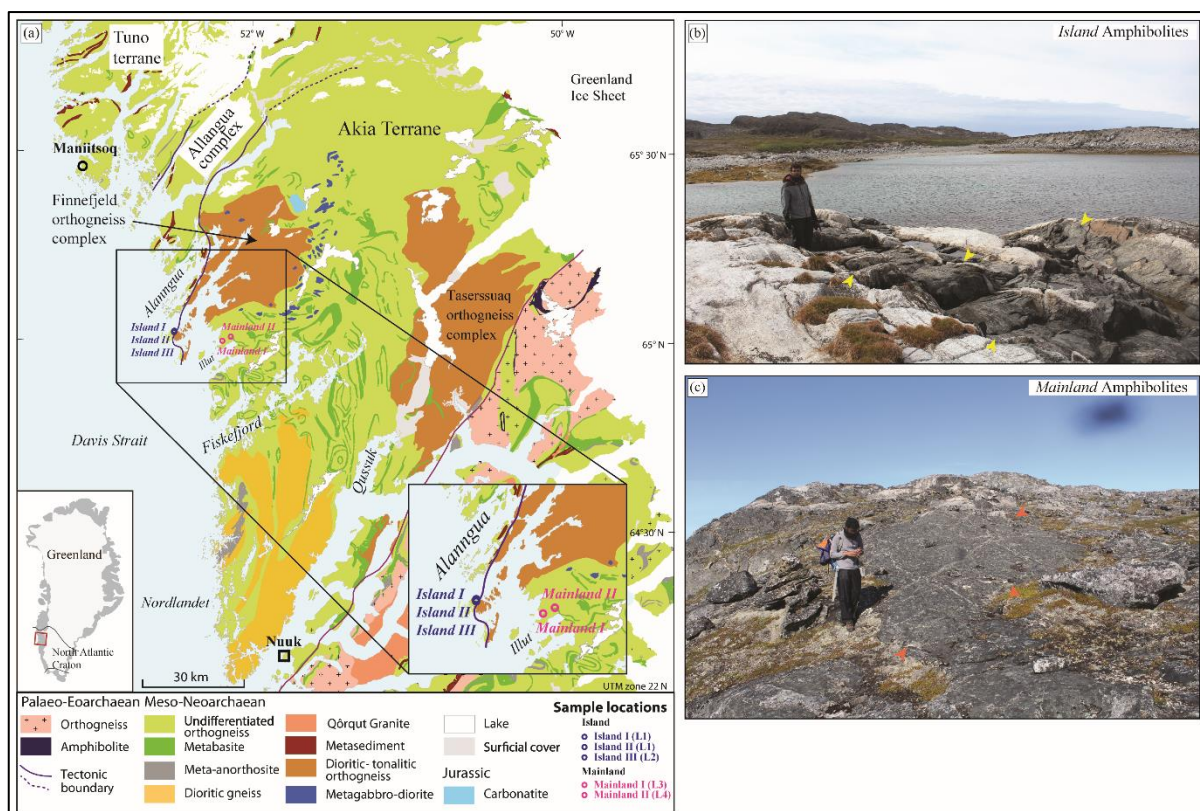 (a)
52°W
50°W
Tuno
terrane
Greenland
Ice Sheet
Allangua
complex
Akia Terrane
Maniitsoq
65°30′N
Finnefjeld
orthogneiss
complex
Alanngua
Taserssuaq
orthogneiss
complex
Island I
Island II
Island III
Mainland II
Mainland I
Illut
65°N
Davis Strait
Fiskefjord
Qussuk
Greenland
North Atlantic
Craton
64°30′N
Nordlandet
Alanngua
Island I
Island II
Island III
Mainland II
Mainland I
Illut
Nuuk
30 km
UTM zone 22 N
Palaeo-Eoarchaean
Orthogneiss
Amphibolite
Tectonic
boundary
Meso-Neoarchaean
Undifferentiated
orthogneiss
Metabasite
Meta-anorthosite
Dioritic gneiss
Qôrqut Granite
Metasediment
Dioritic- tonalitic
orthogneiss
Metagabbro-diorite
Lake
Surficial cover
Jurassic
Carbonatite
Sample locations
Island
Island I (L1)
Island II (L1)
Island III (L2)
Mainland
Mainland I (L3)
Mainland II (L4)
(b)
Island Amphibolites
(c)
Mainland Amphibolites